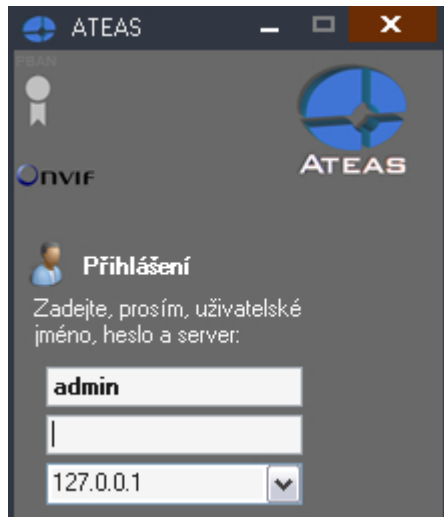 ATEAS
PBAN
ONVIF
ATEAS
Přihlášení
Zadejte, prosím, uživatelské
jméno, heslo a server:
admin
127.0.0.1